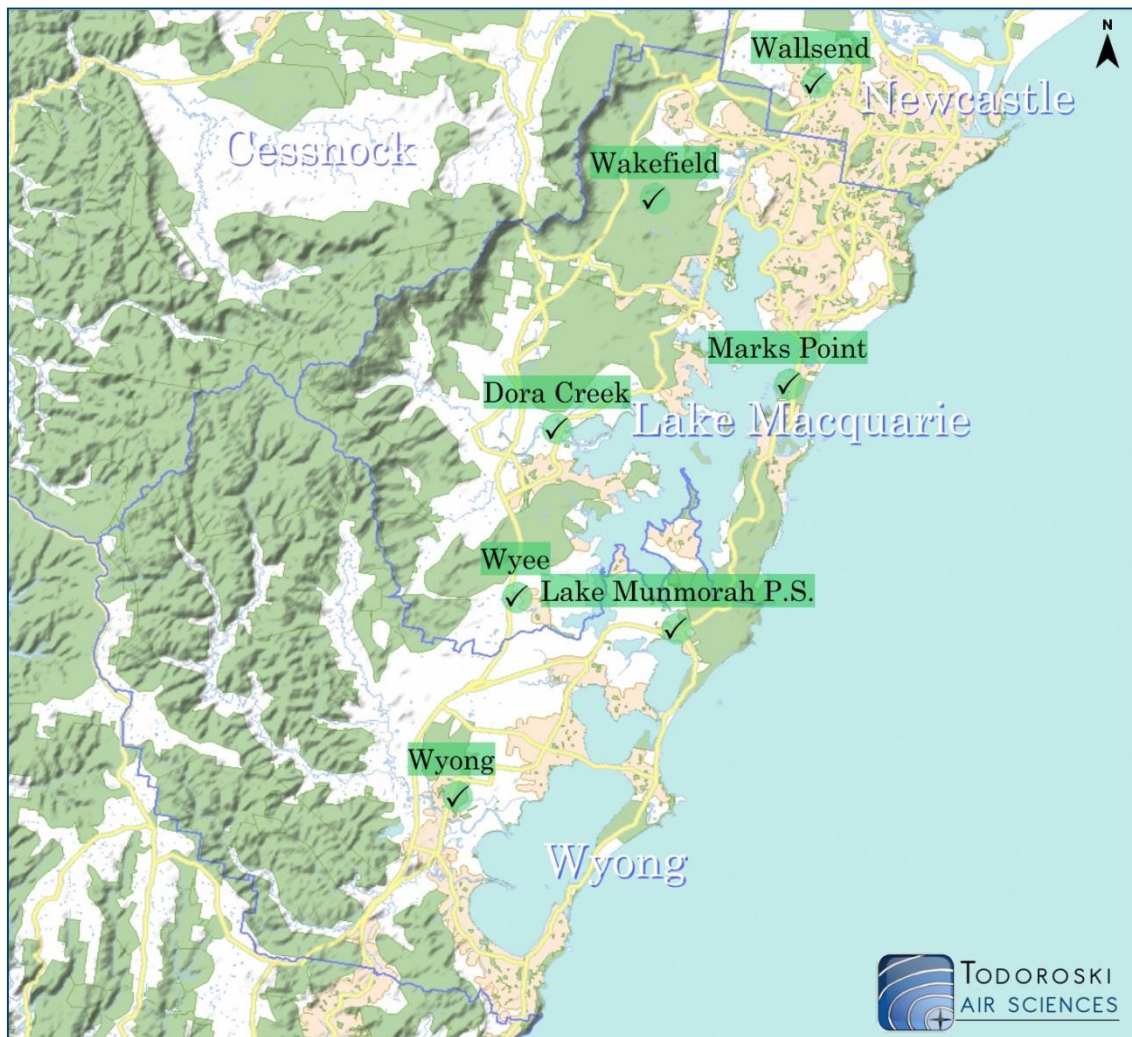 N
Wallsend
Newcastle
Cessnock
Wakefield
Marks Point
Dora Creek
Lake Macquarie
Wyee
Lake Munmorah P.S.
Wyong
Wyong
TODOROSKI
AIR SCIENCES